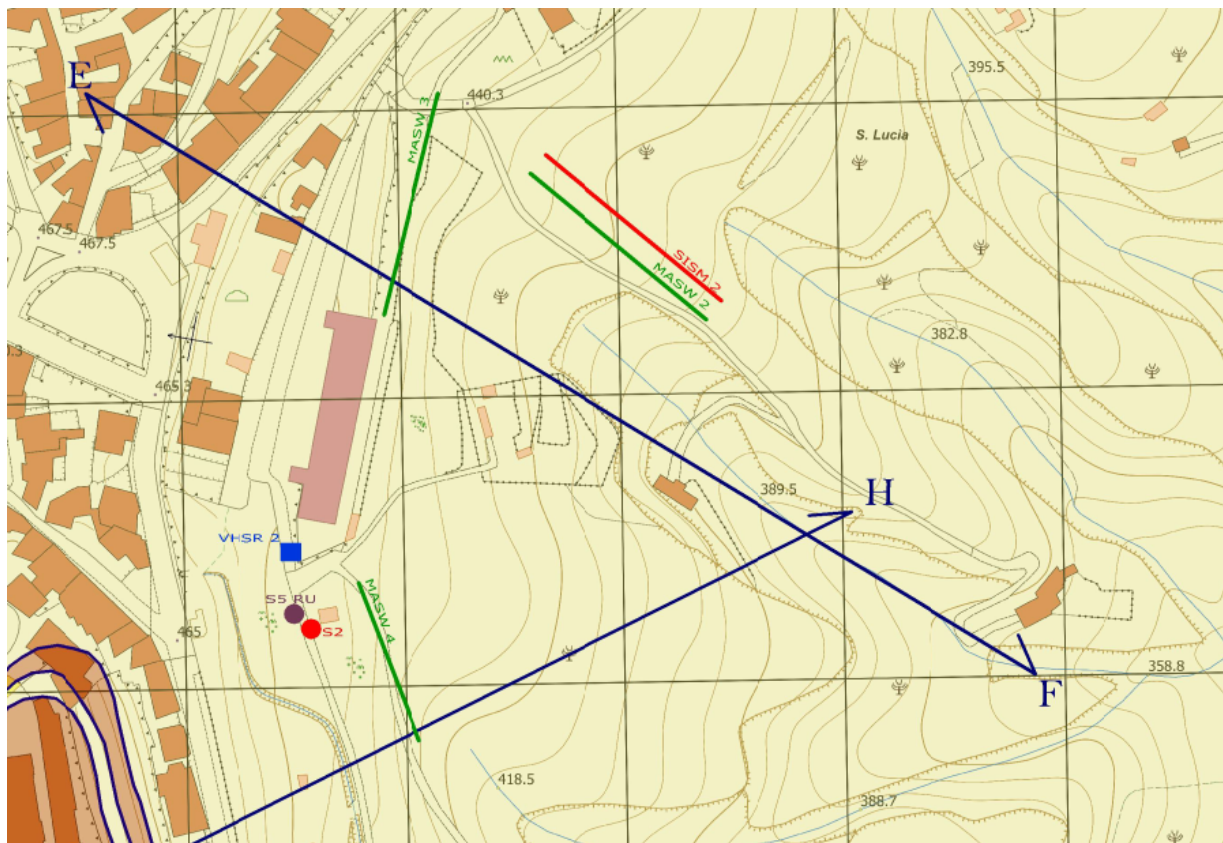 E
440.3
395.5
S. Lucia
MASW 3
467.5
467.5
SISM 2
MASW 2
382.8
465.3
389.5
H
VHSR 2
S5 RU
S2
MASW 4
465
358.8
F
418.5
388.7